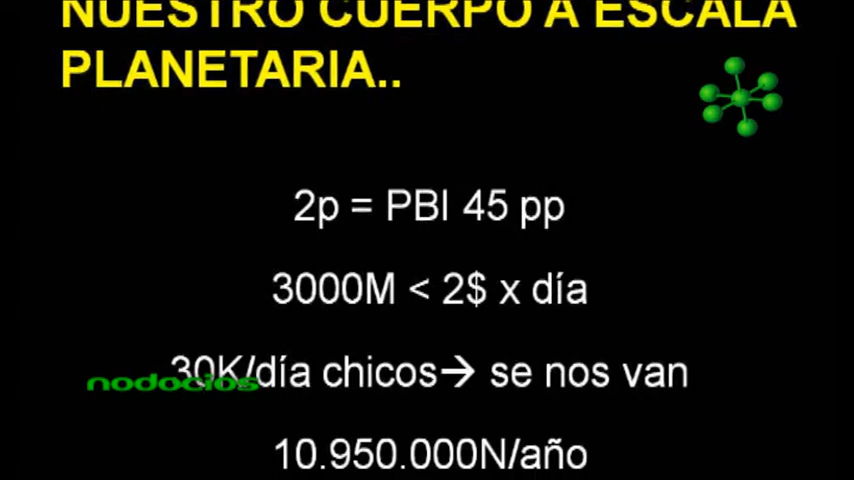 NUESTRO CUERPO A ESCALA
PLANETARIA..
2p = PBI 45 pp
3000M < 2$ x día
30K/día chicos→ se nos van
nodocios
10.950.000N/año